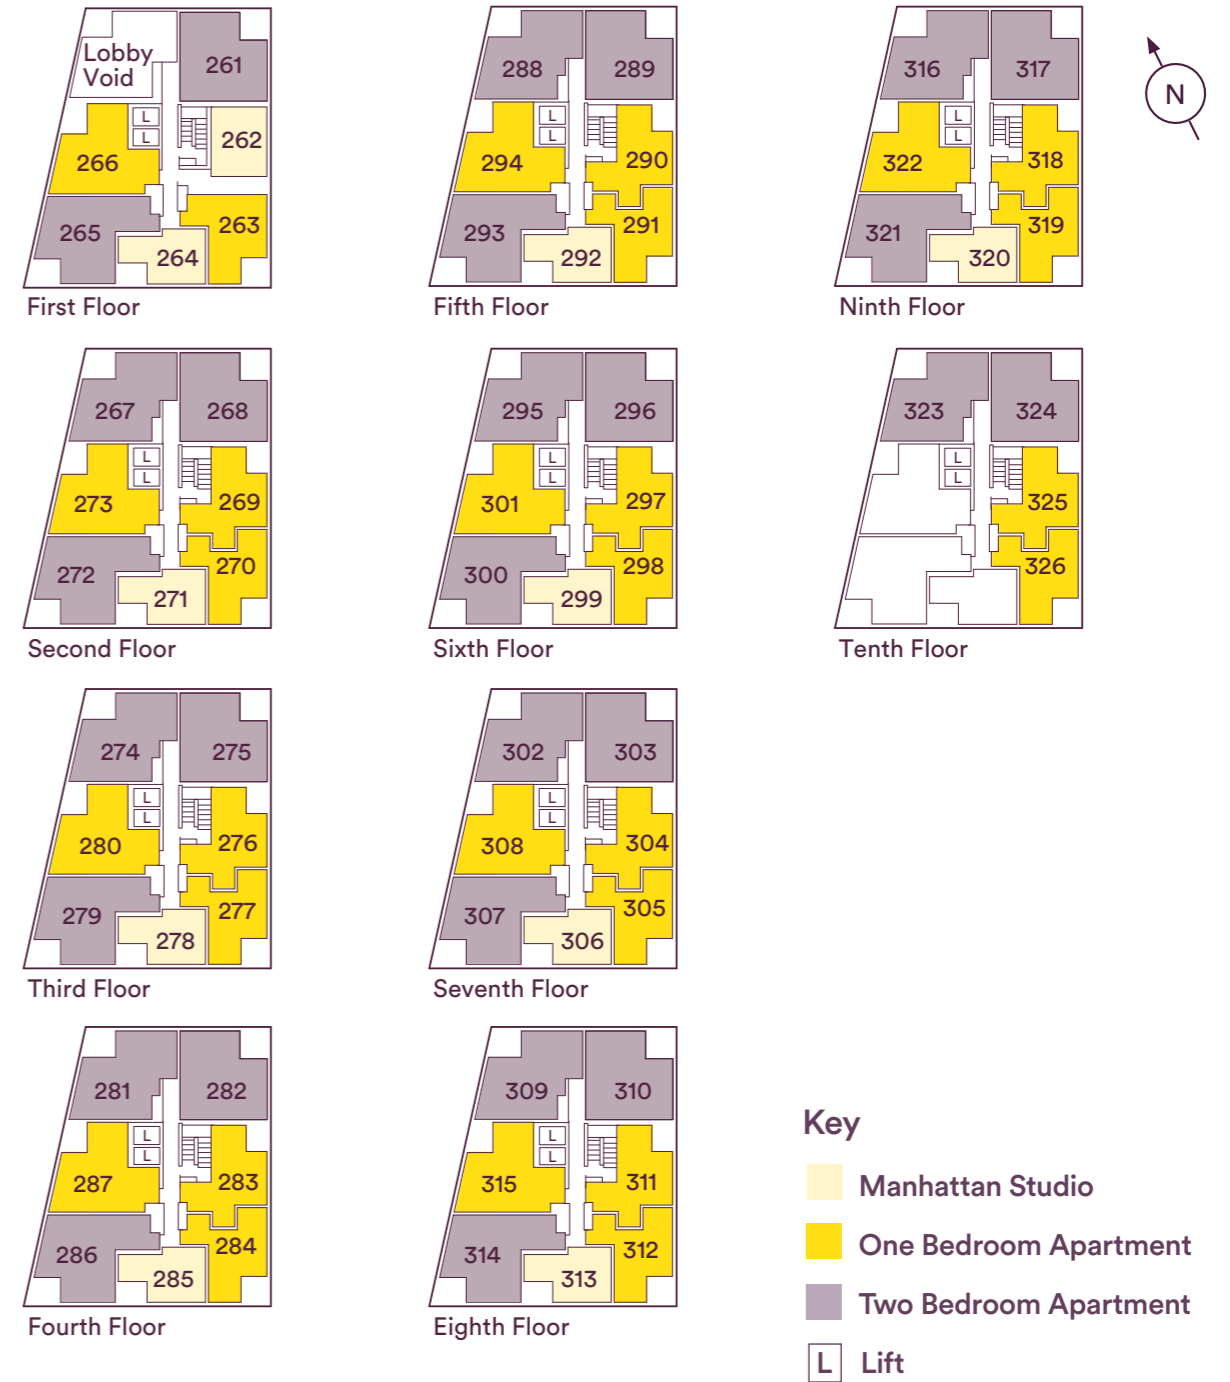 Lobby
Void
261
L
L
262
266
263
265
264
First Floor
288
289
L
L
294
290
293
291
292
Fifth Floor
316
317
L
L
322
318
321
319
320
Ninth Floor
N
267
268
L
L
273
269
272
270
271
Second Floor
295
296
L
L
301
297
300
298
299
Sixth Floor
323
324
L
L
325
326
Tenth Floor
274
275
L
L
280
276
279
277
278
Third Floor
302
303
L
L
308
304
307
305
306
Seventh Floor
281
282
L
L
287
283
286
284
285
Fourth Floor
309
310
L
L
315
311
314
312
313
Eighth Floor
Key
Manhattan Studio
One Bedroom Apartment
Two Bedroom Apartment
L Lift